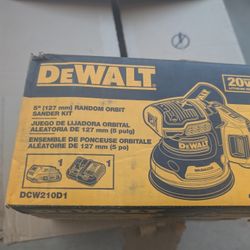 DEWALT
20V
5" (127 mm) RANDOM ORBIT
SANDER KIT
JUEGO DE LIJADORA ORBITAL
ALEATORIA DE 127 mm (5 pulg)
ENSEMBLE DE PONCEUSE ORBITALE
ALÉATOIRE DE 127 mm (5 po)
1
1
DCW210D1